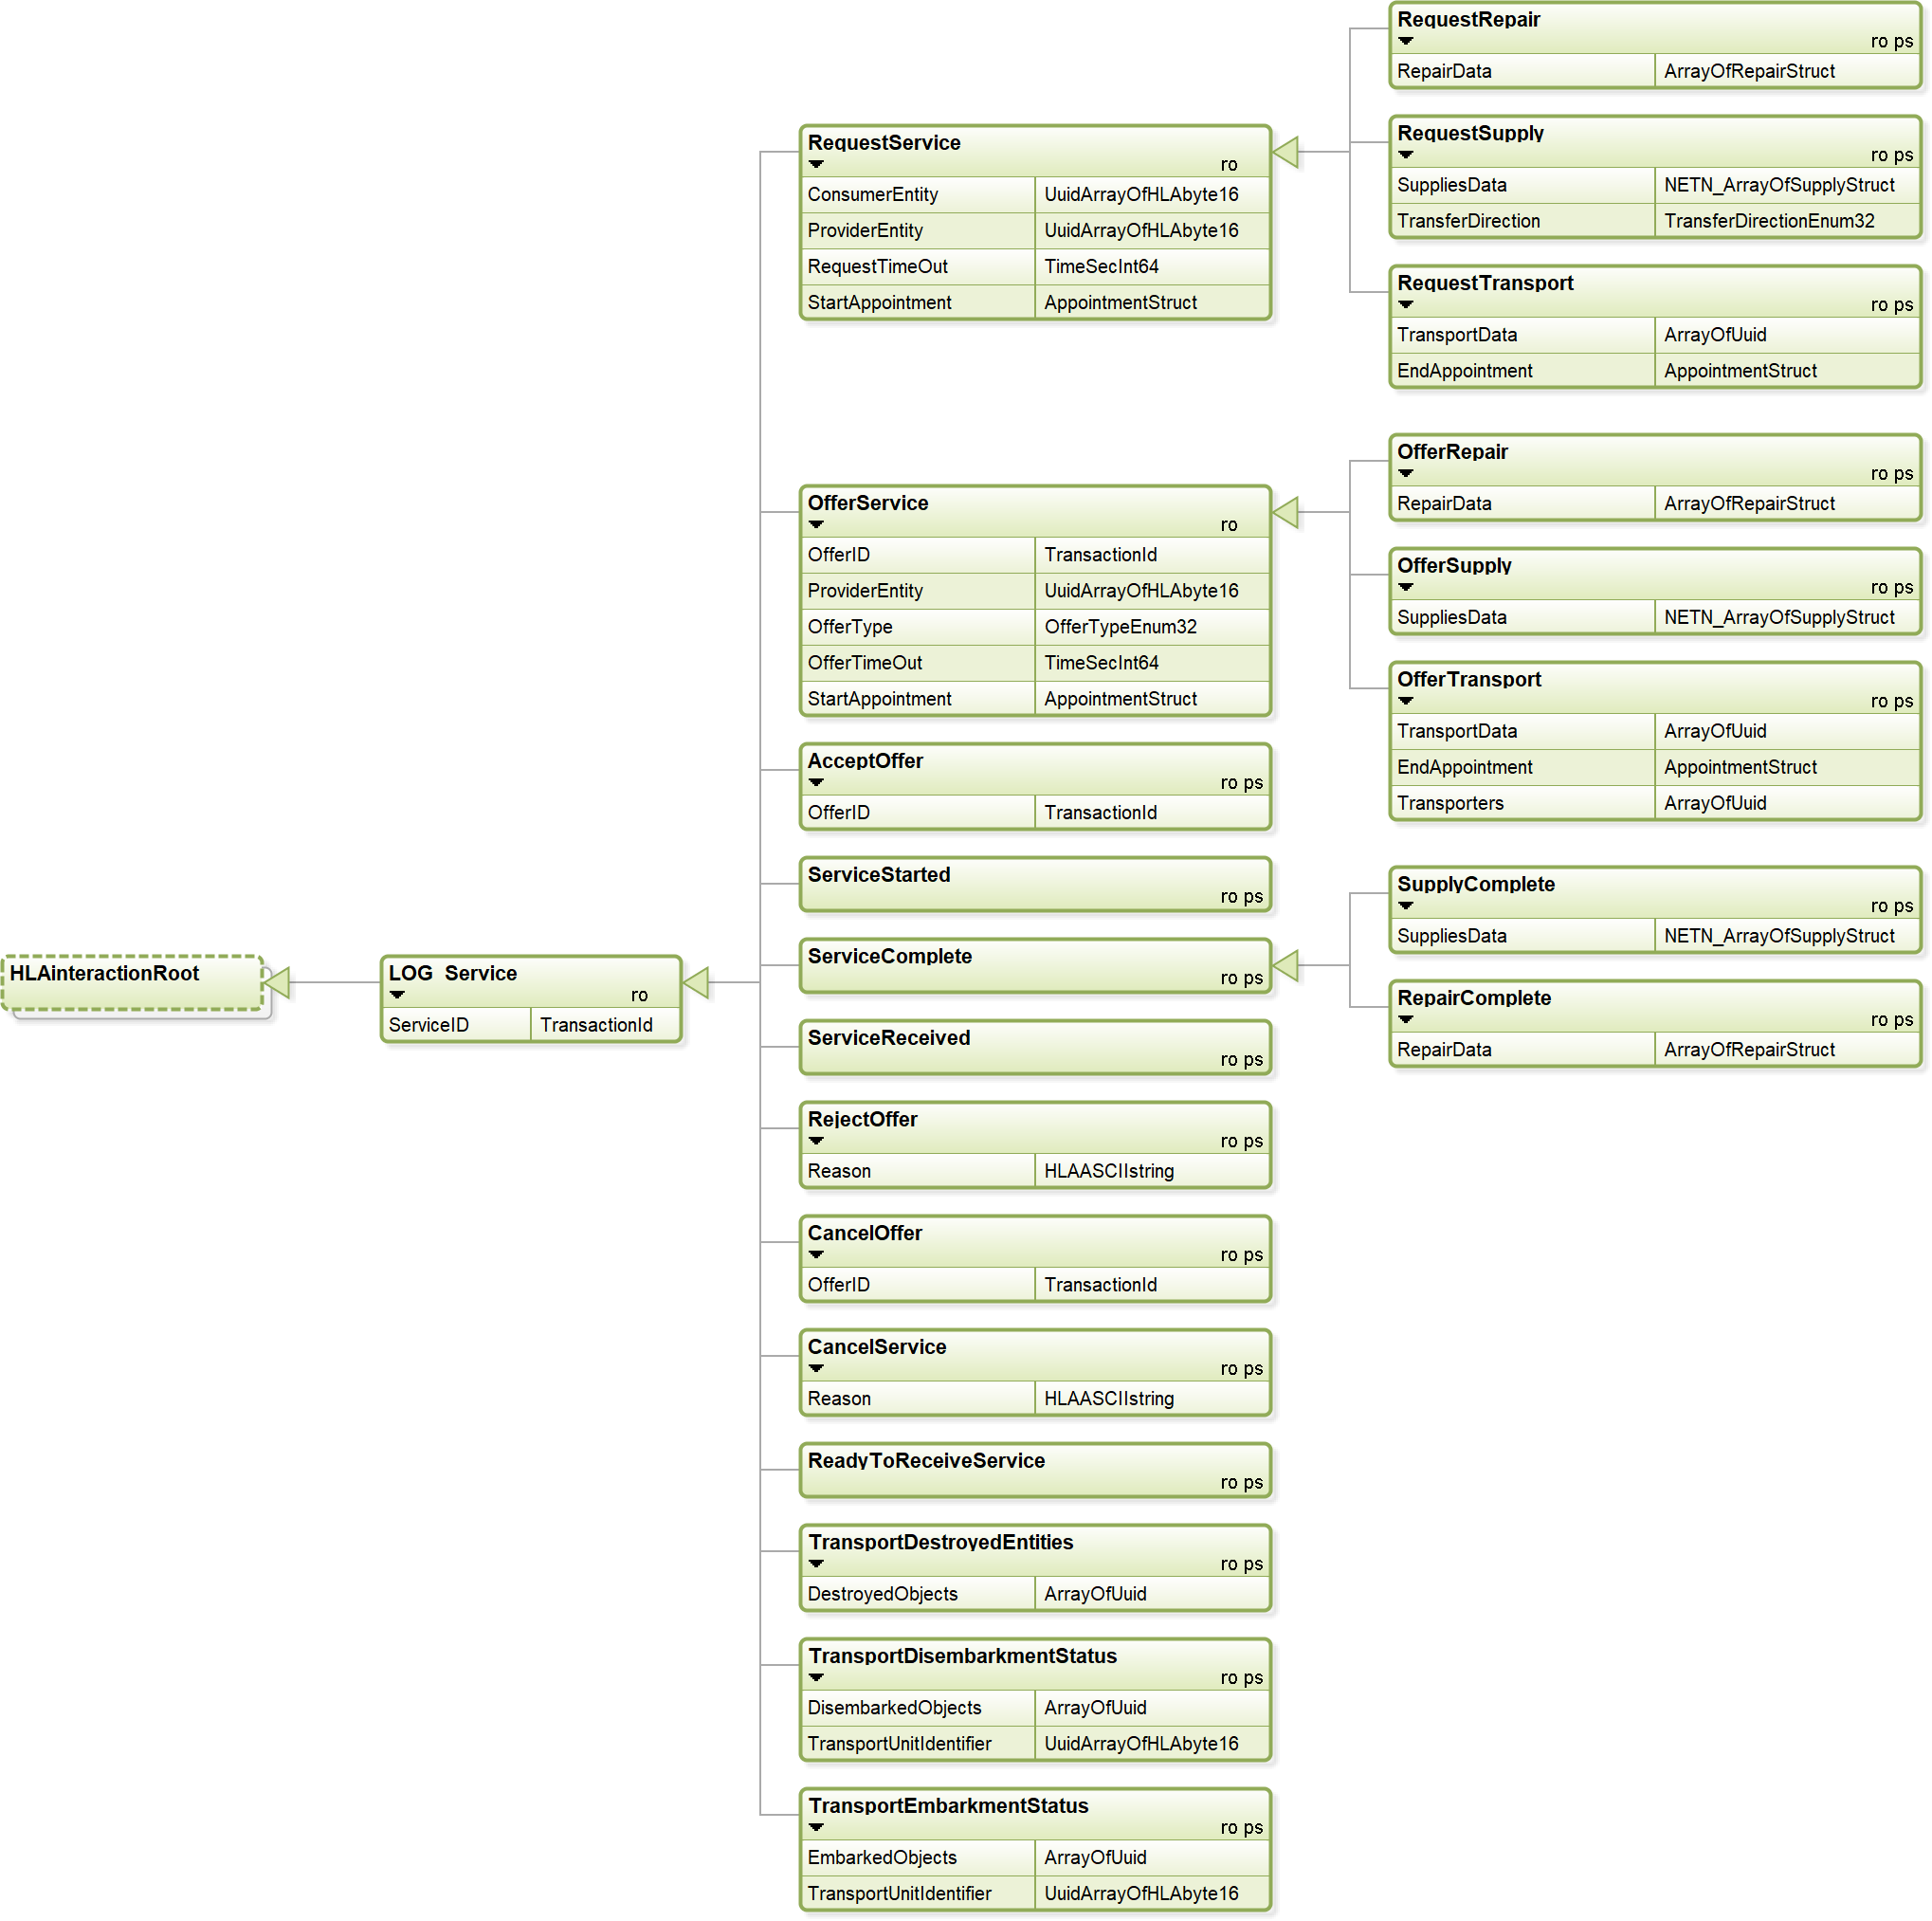 HLAinteractionRoot
LOG Service
ro
ServiceID TransactionId
RequestService
ro
ConsumerEntity UuidArrayOfHLAbyte16
ProviderEntity UuidArrayOfHLAbyte16
RequestTimeOut TimeSecInt64
StartAppointment AppointmentStruct
RequestRepair
ro ps
RepairData ArrayOfRepairStruct
RequestSupply
ro ps
SuppliesData NETN_ArrayOfSupplyStruct
TransferDirection TransferDirectionEnum32
RequestTransport
ro ps
TransportData ArrayOfUuid
EndAppointment AppointmentStruct
OfferService
ro
OfferID TransactionId
ProviderEntity UuidArrayOfHLAbyte16
OfferType OfferTypeEnum32
OfferTimeOut TimeSecInt64
StartAppointment AppointmentStruct
OfferRepair
ro ps
RepairData ArrayOfRepairStruct
OfferSupply
ro ps
SuppliesData NETN_ArrayOfSupplyStruct
OfferTransport
ro ps
TransportData ArrayOfUuid
EndAppointment AppointmentStruct
Transporters ArrayOfUuid
AcceptOffer
ro ps
OfferID TransactionId
ServiceStarted
ro ps
ServiceComplete
ro ps
SupplyComplete
ro ps
SuppliesData NETN_ArrayOfSupplyStruct
RepairComplete
ro ps
RepairData ArrayOfRepairStruct
ServiceReceived
ro ps
RejectOffer
ro ps
Reason HLAASCIIstring
CancelOffer
ro ps
OfferID TransactionId
CancelService
ro ps
Reason HLAASCIIstring
ReadyToReceiveService
ro ps
TransportDestroyedEntities
ro ps
DestroyedObjects ArrayOfUuid
TransportDisembarkmentStatus
ro ps
DisembarkedObjects ArrayOfUuid
TransportUnitIdentifier UuidArrayOfHLAbyte16
TransportEmbarkmentStatus
ro ps
EmbarkedObjects ArrayOfUuid
TransportUnitIdentifier UuidArrayOfHLAbyte16